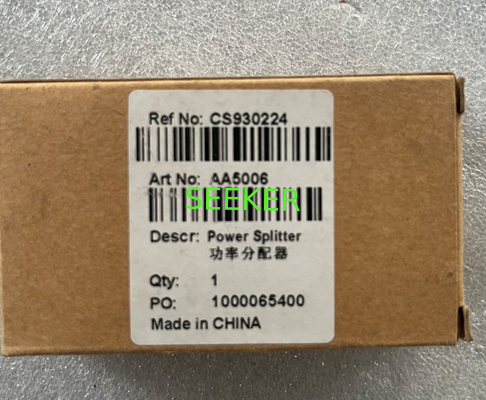 Ref No: CS930224
Art No: AA5006
SEEKER
Descr: Power Splitter
功率分配器
Qty: 1
PO: 1000065400
Made in CHINA